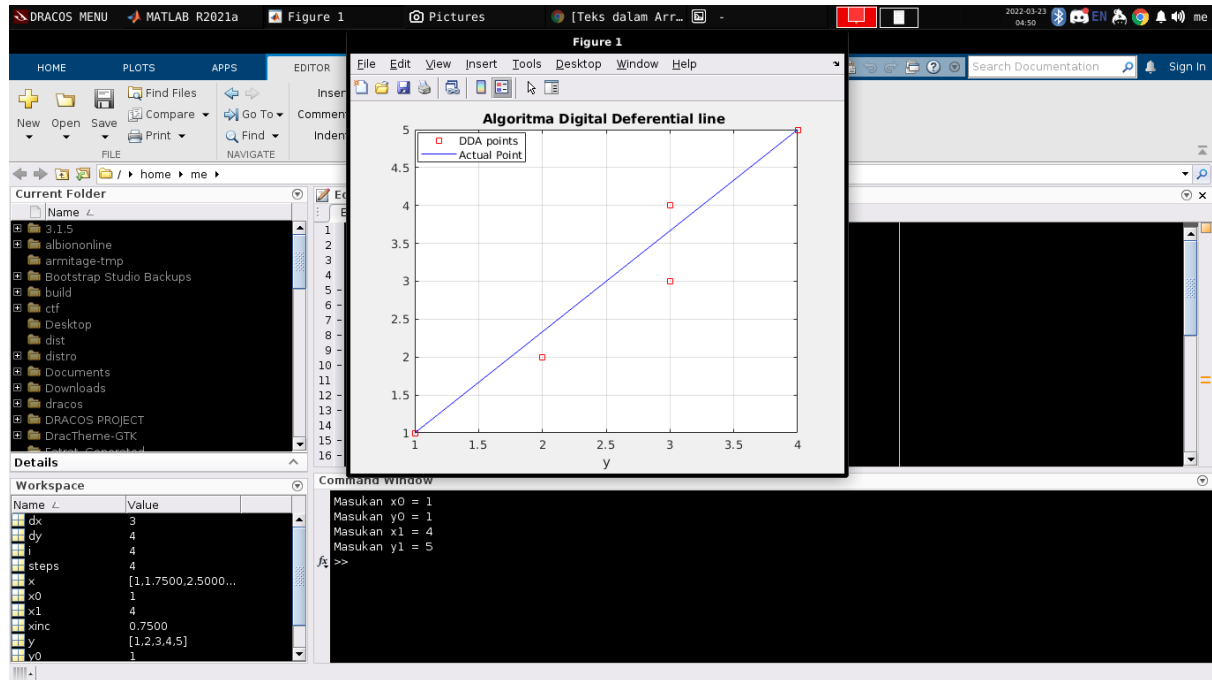 DRACOS MENU MATLAB R2021a Figure 1 Pictures [Teks dalam Arr… - 2022-03-23 04:50 EN me
Figure 1
HOME PLOTS APPS EDITOR Search Documentation Sign In
File Edit View Insert Tools Desktop Window Help
New Open Save
Find Files
Compare
Print
Go To
Find
Inser
Commen
Inden
FILE NAVIGATE
/ home me
Current Folder
Name
3.1.5
albiononline
armitage-tmp
Bootstrap Studio Backups
build
ctf
Desktop
dist
distro
Documents
Downloads
dracos
DRACOS PROJECT
DracTheme-GTK
Details
Workspace
Name Value
dx 3
dy 4
i 4
steps 4
x [1,1.7500,2.5000...
x0 1
x1 4
xinc 0.7500
y [1,2,3,4,5]
y0 1
Ed
E
1
2
3
4
5 -
6 -
7 -
8 -
9 -
10 -
11
12 -
13 -
14
15 -
16 -
Algoritma Digital Deferential line
DDA points
Actual Point
5
4.5
4
3.5
3
2.5
2
1.5
1
1 1.5 2 2.5 3 3.5 4
y
Command Window
Masukan x0 = 1
Masukan y0 = 1
Masukan x1 = 4
Masukan y1 = 5
fx >>